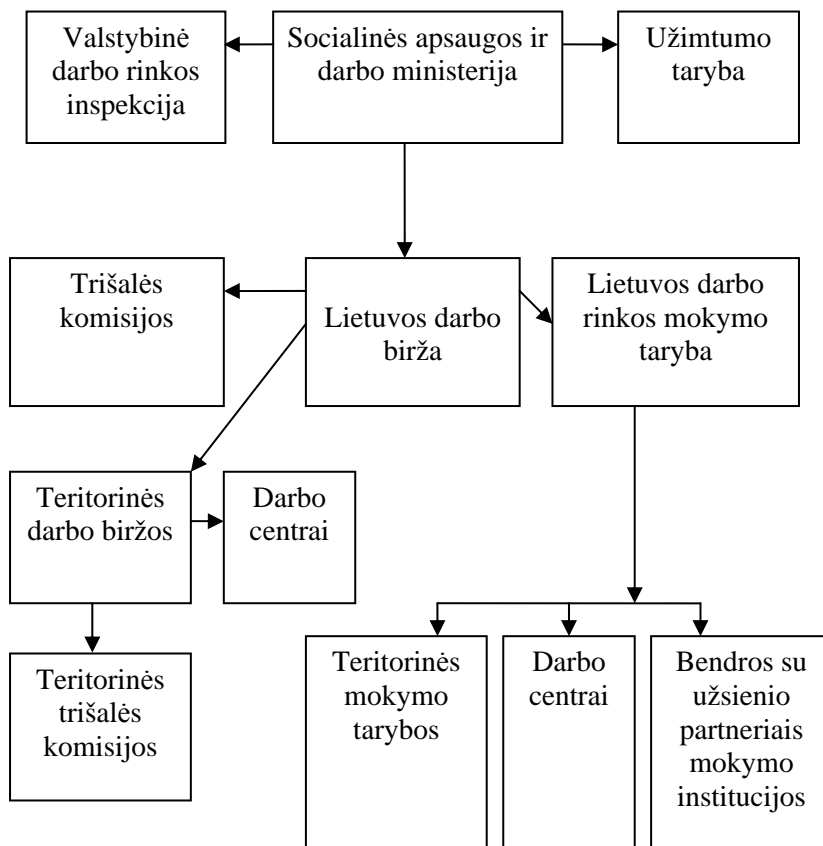 Valstybinė
darbo rinkos
inspekcija
Socialinės apsaugos ir
darbo ministerija
Užimtumo
taryba
Trišalės
komisijos
Lietuvos darbo
birža
Lietuvos darbo
rinkos mokymo
taryba
Teritorinės
darbo biržos
Darbo
centrai
Teritorinės
trišalės
komisijos
Teritorinės
mokymo
tarybos
Darbo
centrai
Bendros su
užsienio
partneriais
mokymo
institucijos